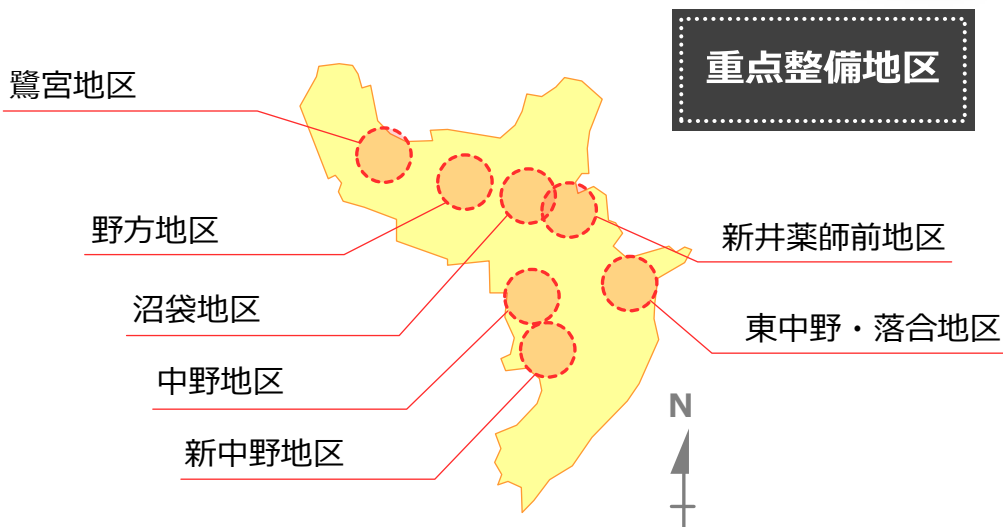 重点整備地区
鷺宮地区
野方地区
新井薬師前地区
沼袋地区
東中野・落合地区
中野地区
新中野地区
N